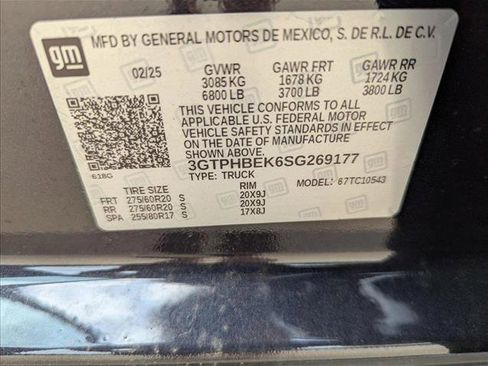 gm
MFD BY GENERAL MOTORS DE MEXICO, S. DE R.L. DE C.V.
02/25 GVWR GAWR FRT GAWR RR
3085 KG 1678 KG 1724 KG
6800 LB 3700 LB 3800 LB
THIS VEHICLE CONFORMS TO ALL
APPLICABLE U.S. FEDERAL MOTOR
VEHICLE SAFETY STANDARDS IN EFFECT
ON THE DATE OF MANUFACTURE SHOWN ABOVE.
3GTPHBEK6SG269177
618G TYPE: TRUCK MODEL: 67TC10543
TIRE SIZE RIM
FRT 275/60R20 S 20X9J
RR 275/60R20 S 20X9J
SPA 255/80R17 S 17X8J